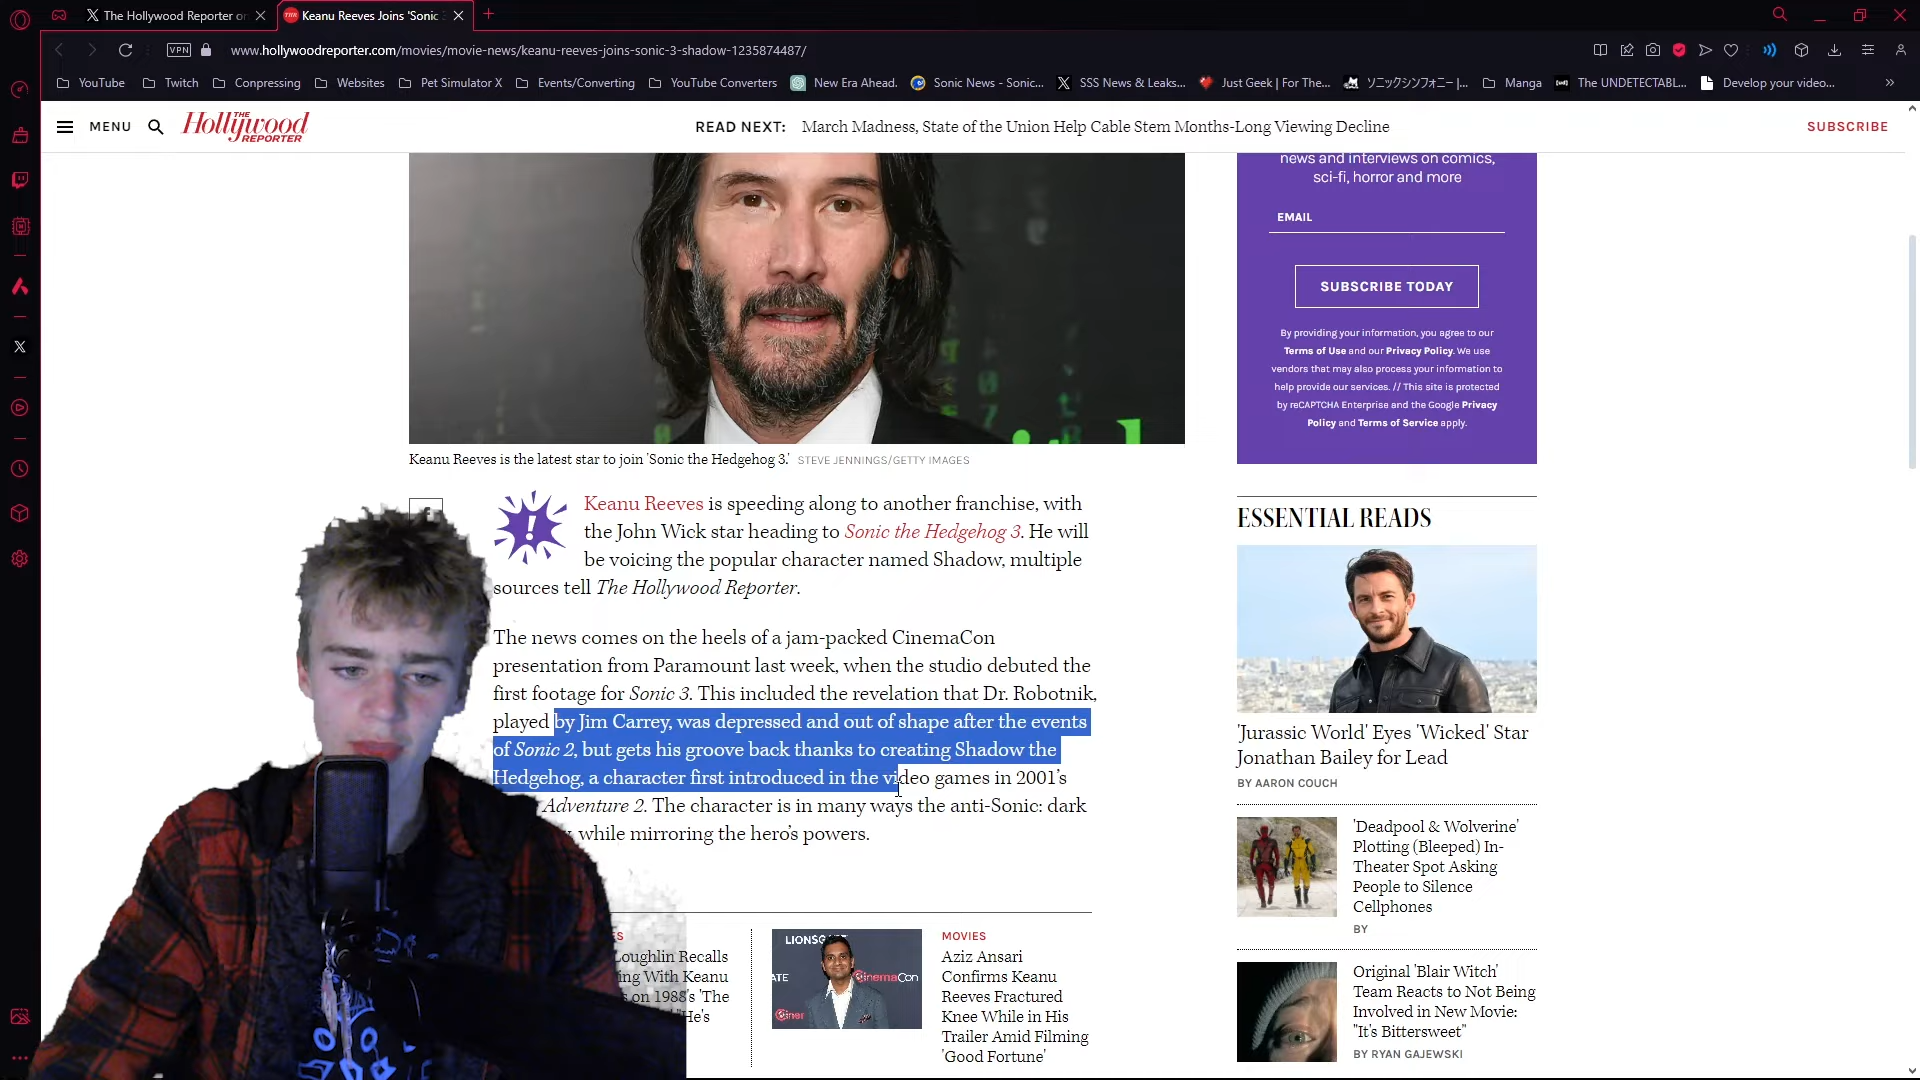 The Hollywood Reporter on
Keanu Reeves Joins 'Sonic
VPN
www.hollywoodreporter.com/movies/movie-news/keanu-reeves-joins-sonic-3-shadow-1235874487/
YouTube
Twitch
Conpressing
Websites
Pet Simulator X
Events/Converting
YouTube Converters
New Era Ahead.
Sonic News - Sonic...
SSS News & Leaks...
Just Geek | For The...
ソニックシンフォニー |...
Manga
The UNDETECTABL...
Develop your video...
MENU
THE
Hollywood
REPORTER
READ NEXT: March Madness, State of the Union Help Cable Stem Months-Long Viewing Decline
SUBSCRIBE
news and interviews on comics,
sci-fi, horror and more
EMAIL
SUBSCRIBE TODAY
By providing your information, you agree to our
Terms of Use and our Privacy Policy. We use
vendors that may also process your information to
help provide our services. // This site is protected
by reCAPTCHA Enterprise and the Google Privacy
Policy and Terms of Service apply.
Keanu Reeves is the latest star to join 'Sonic the Hedgehog 3.' STEVE JENNINGS/GETTY IMAGES
Keanu Reeves is speeding along to another franchise, with
the John Wick star heading to Sonic the Hedgehog 3. He will
be voicing the popular character named Shadow, multiple
sources tell The Hollywood Reporter.
The news comes on the heels of a jam-packed CinemaCon
presentation from Paramount last week, when the studio debuted the
first footage for Sonic 3. This included the revelation that Dr. Robotnik,
played by Jim Carrey, was depressed and out of shape after the events
of Sonic 2, but gets his groove back thanks to creating Shadow the
Hedgehog, a character first introduced in the video games in 2001's
Adventure 2. The character is in many ways the anti-Sonic: dark
while mirroring the hero's powers.
Loughlin Recalls
ing With Keanu
on 1988's 'The
"He's
LIONSGATE
CinemaCon
MOVIES
Aziz Ansari
Confirms Keanu
Reeves Fractured
Knee While in His
Trailer Amid Filming
'Good Fortune'
ESSENTIAL READS
'Jurassic World' Eyes 'Wicked' Star
Jonathan Bailey for Lead
BY AARON COUCH
'Deadpool & Wolverine'
Plotting (Bleeped) In-
Theater Spot Asking
People to Silence
Cellphones
BY
Original 'Blair Witch'
Team Reacts to Not Being
Involved in New Movie:
"It's Bittersweet"
BY RYAN GAJEWSKI